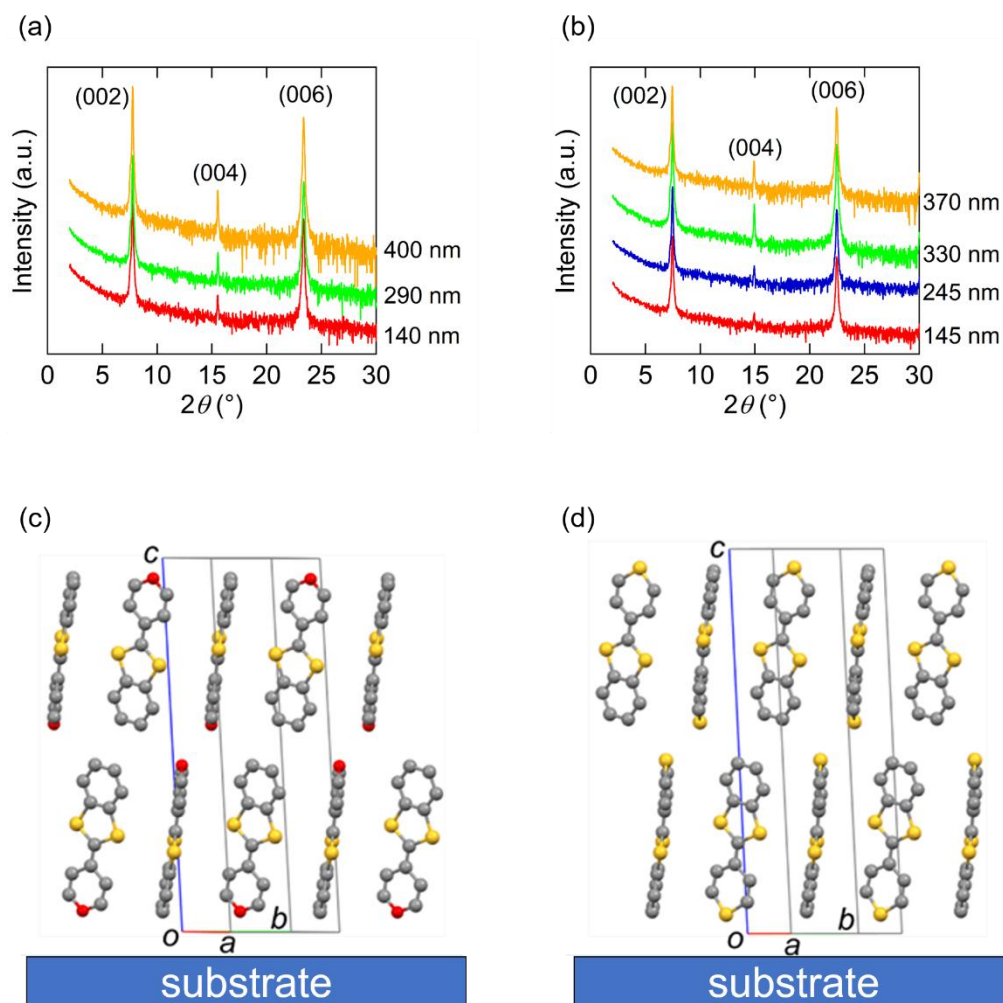 (a)
(002)
(006)
(004)
Intensity (a.u.)
400 nm
290 nm
140 nm
0 5 10 15 20 25 30
2θ (°)
(b)
(002)
(006)
(004)
Intensity (a.u.)
370 nm
330 nm
245 nm
145 nm
0 5 10 15 20 25 30
2θ (°)
(c)
c
b
o
a
substrate
(d)
c
b
o
a
substrate